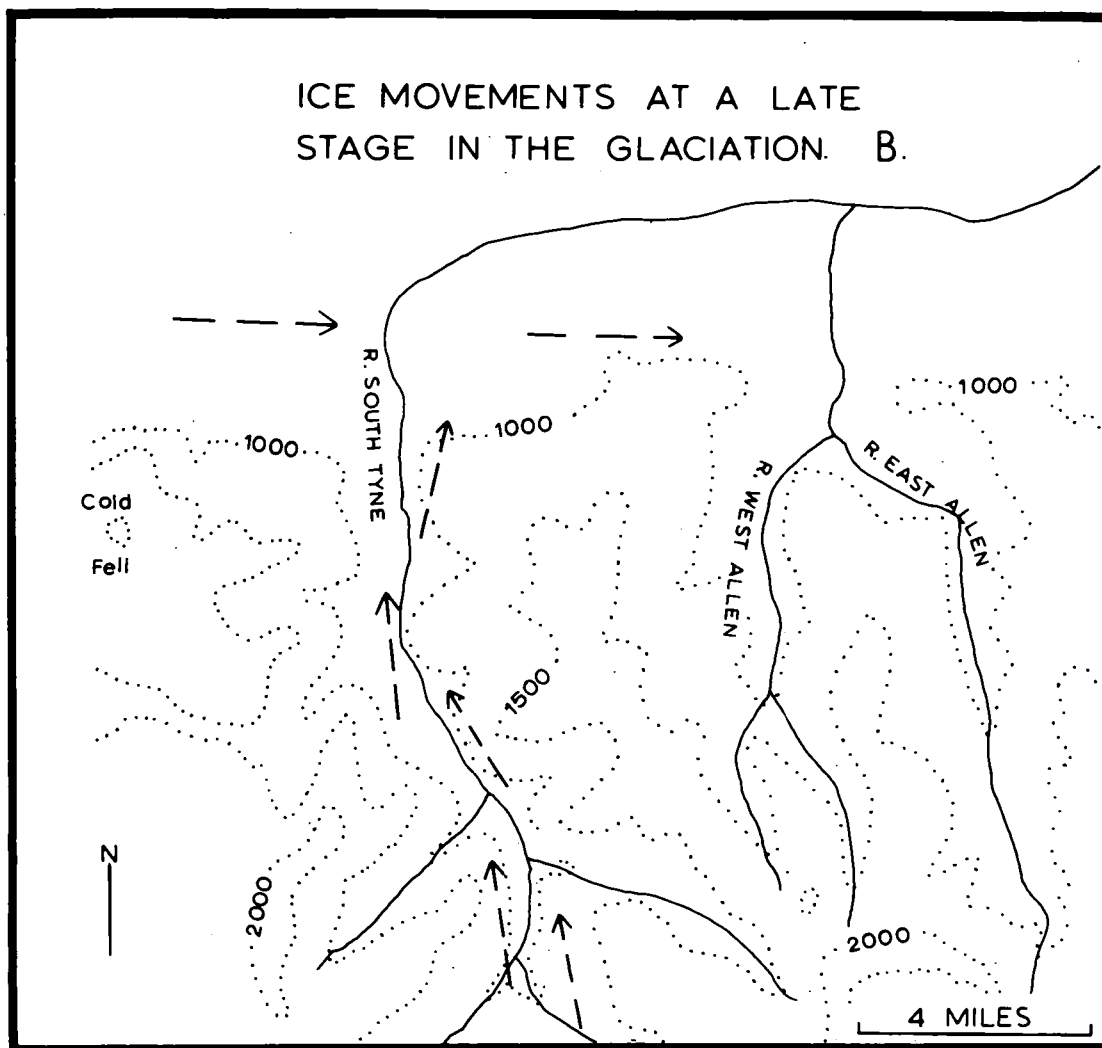 ICE MOVEMENTS AT A LATE
STAGE IN THE GLACIATION. B.
R. SOUTH TYNE
1000
1000
1000
Cold
Fell
R. WEST ALLEN
R. EAST ALLEN
1500
N
2000
2000
4 MILES